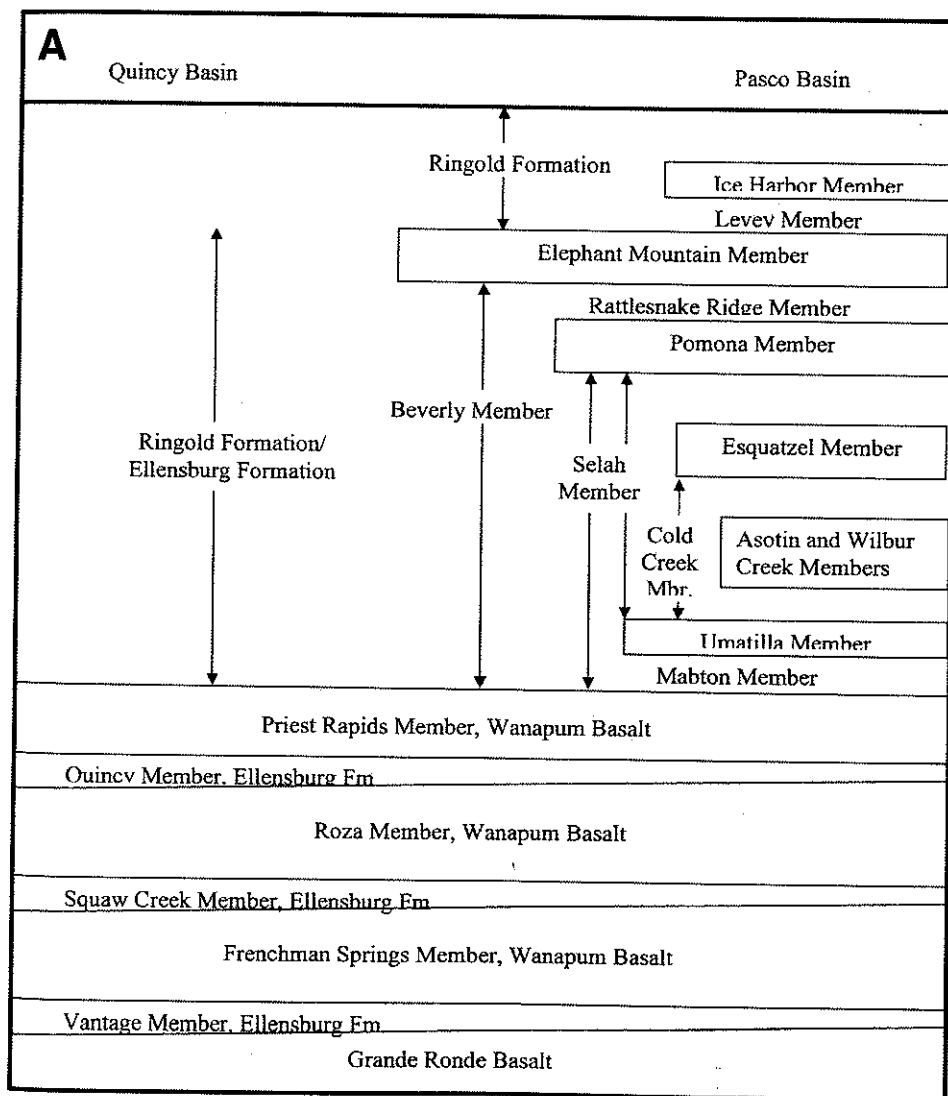 A
Quincy Basin
Pasco Basin
Ringold Formation
Ice Harbor Member
Levey Member
Elephant Mountain Member
Rattlesnake Ridge Member
Pomona Member
Beverly Member
Ringold Formation/
Ellensburg Formation
Selah
Member
Esquatzel Member
Cold
Creek
Mbr.
Asotin and Wilbur
Creek Members
Umatilla Member
Mabton Member
Priest Rapids Member, Wanapum Basalt
Quincy Member, Ellensburg Fm
Roza Member, Wanapum Basalt
Squaw Creek Member, Ellensburg Fm
Frenchman Springs Member, Wanapum Basalt
Vantage Member, Ellensburg Fm
Grande Ronde Basalt